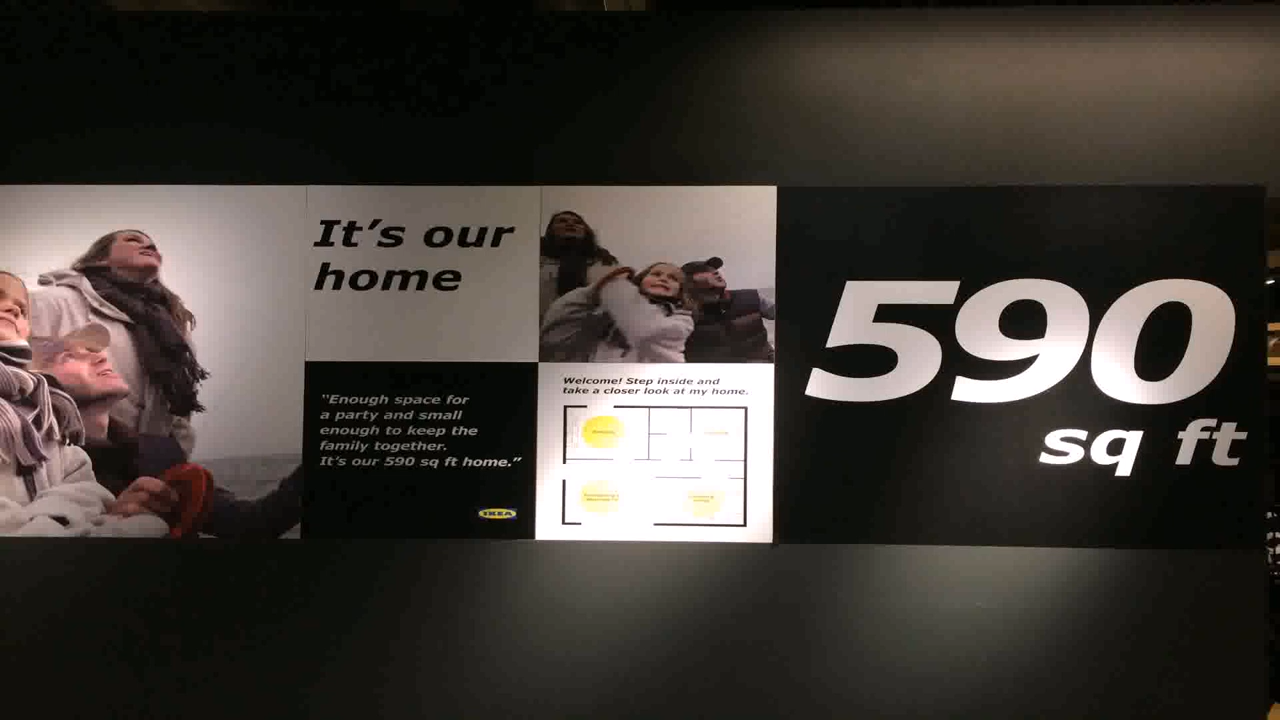 It's our
home
"Enough space for
a party and small
enough to keep the
family together.
It's our 590 sq ft home."
IKEA
Welcome! Step inside and
take a closer look at my home.
590
sq ft